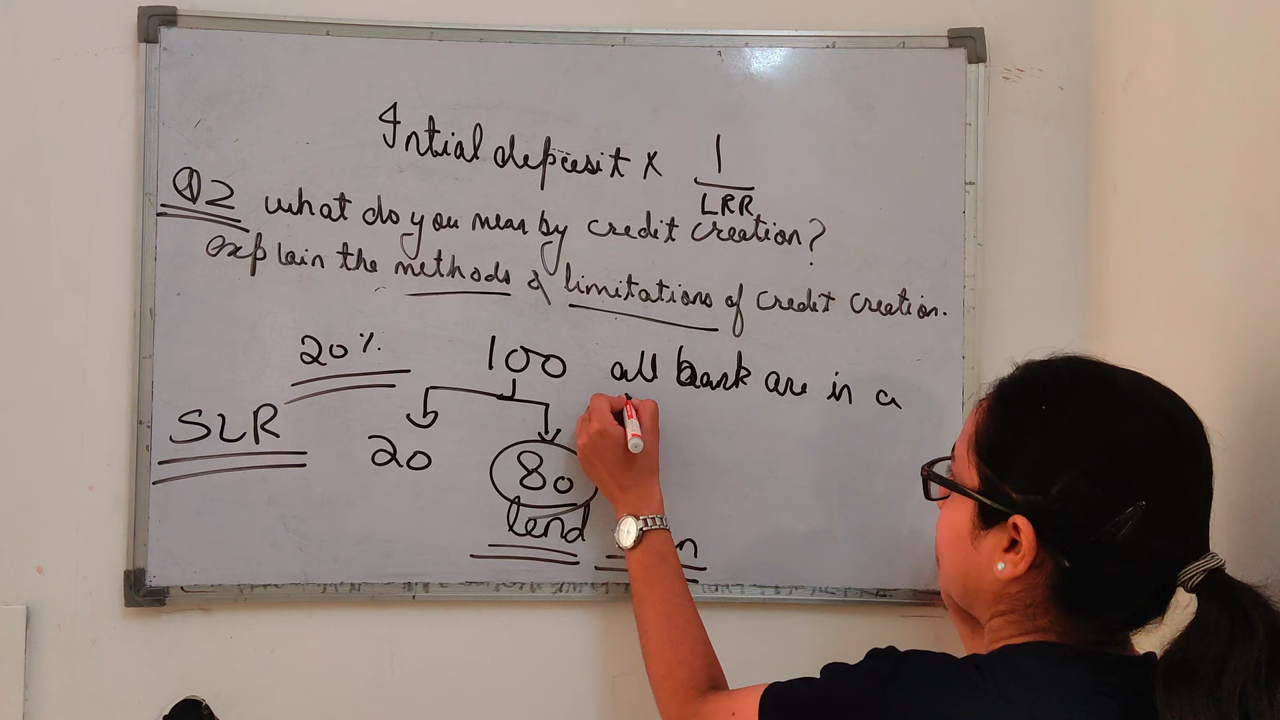 Intial deposit × 1/LRR
Q2 what do you mean by credit creation?
explain the methods & limitations of credit creation.
20% 100 all bank are in a
SLR 20 80
lend